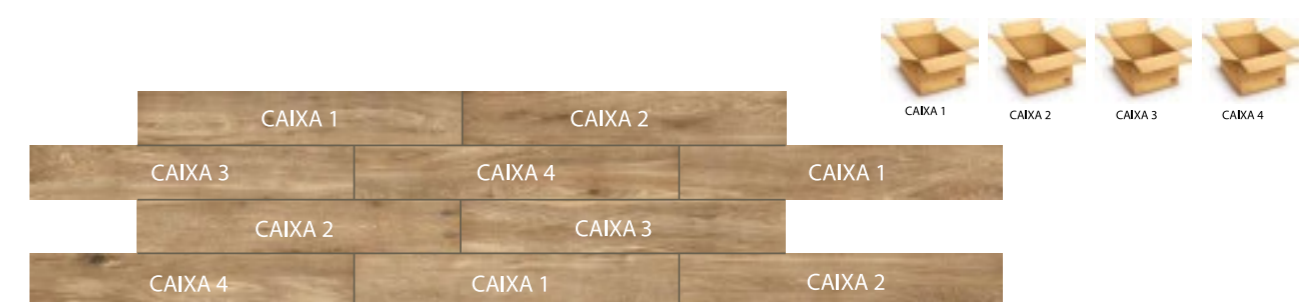 CAIXA 1 CAIXA 2 CAIXA 3 CAIXA 4
CAIXA 1 CAIXA 2
CAIXA 3 CAIXA 4 CAIXA 1
CAIXA 2 CAIXA 3
CAIXA 4 CAIXA 1 CAIXA 2